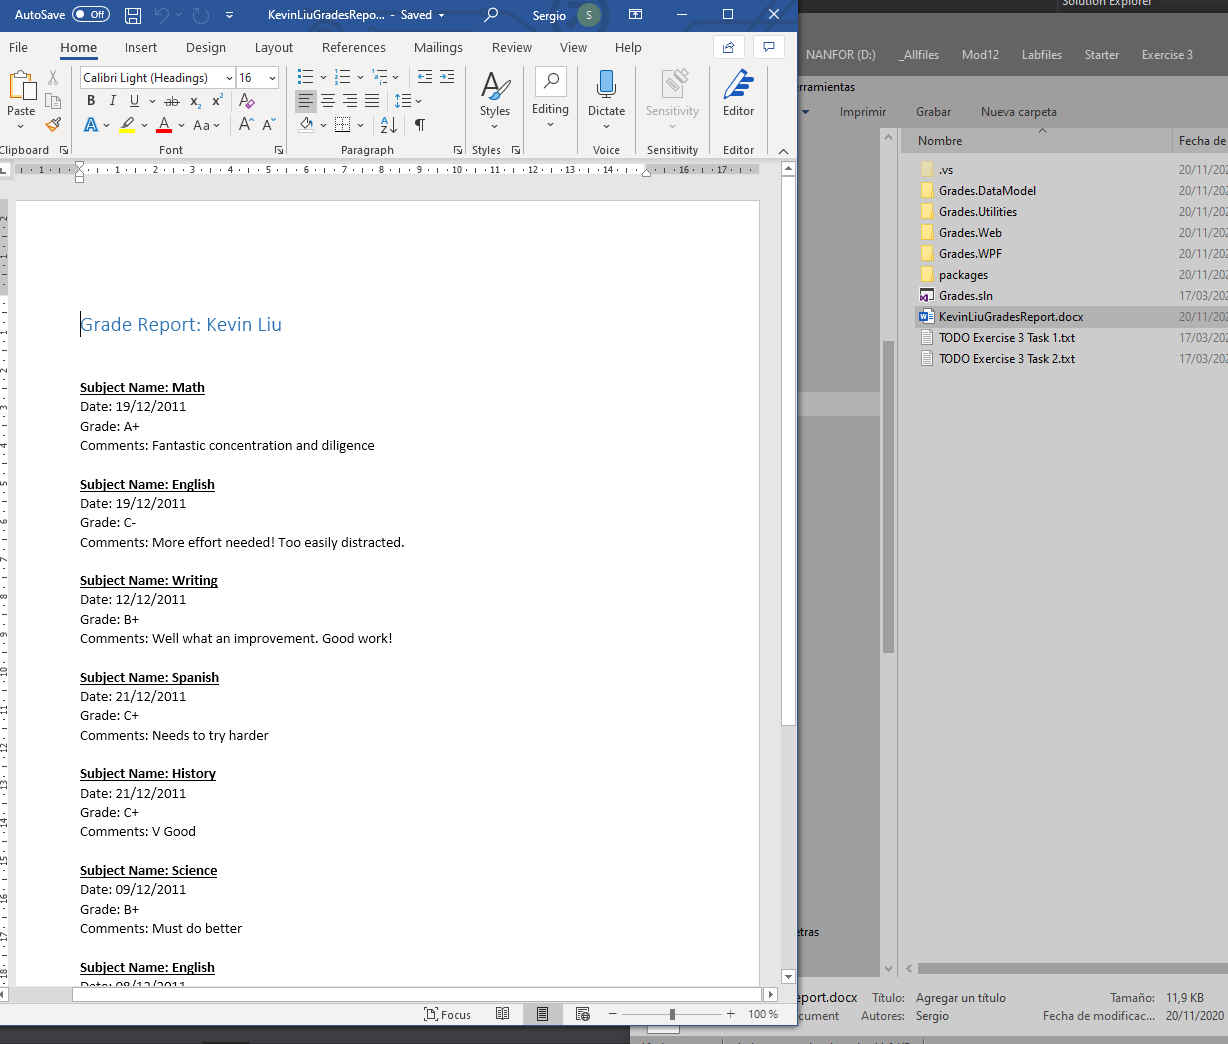 AutoSave Off KevinLiuGradesRepo... - Saved Sergio S
File Home Insert Design Layout References Mailings Review View Help
Calibri Light (Headings) 16
Paste Styles Editing Dictate Sensitivity Editor
Clipboard Font Paragraph Styles Voice Sensitivity Editor
Grade Report: Kevin Liu
Subject Name: Math
Date: 19/12/2011
Grade: A+
Comments: Fantastic concentration and diligence
Subject Name: English
Date: 19/12/2011
Grade: C-
Comments: More effort needed! Too easily distracted.
Subject Name: Writing
Date: 12/12/2011
Grade: B+
Comments: Well what an improvement. Good work!
Subject Name: Spanish
Date: 21/12/2011
Grade: C+
Comments: Needs to try harder
Subject Name: History
Date: 21/12/2011
Grade: C+
Comments: V Good
Subject Name: Science
Date: 09/12/2011
Grade: B+
Comments: Must do better
Subject Name: English
Date: 08/12/2011
Focus 100 %
Solution Explorer
NANFOR (D:) _Allfiles Mod12 Labfiles Starter Exercise 3
erramientas
Imprimir Grabar Nueva carpeta
Nombre Fecha de
.vs 20/11/202
Grades.DataModel 20/11/202
Grades.Utilities 20/11/202
Grades.Web 20/11/202
Grades.WPF 20/11/202
packages 20/11/202
Grades.sln 17/03/202
KevinLiuGradesReport.docx 20/11/202
TODO Exercise 3 Task 1.txt 17/03/202
TODO Exercise 3 Task 2.txt 17/03/202
etras
eport.docx Título: Agregar un título Tamaño: 11,9 KB
cument Autores: Sergio Fecha de modificac... 20/11/2020